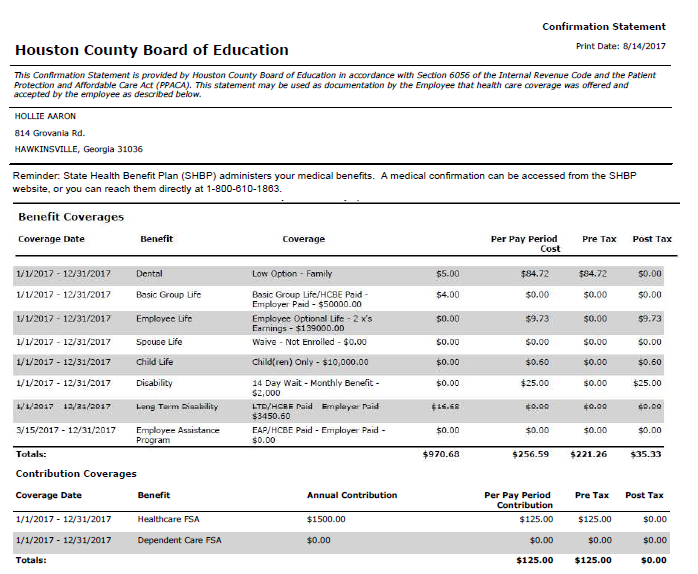 Confirmation Statement
Houston County Board of Education
Print Date: 8/14/2017
This Confirmation Statement is provided by Houston County Board of Education in accordance with Section 6056 of the Internal Revenue Code and the Patient
Protection and Affordable Care Act (PPACA). This statement may be used as documentation by the Employee that health care coverage was offered and
accepted by the employee as described below.
HOLLIE AARON
814 Grovania Rd.
HAWKINSVILLE, Georgia 31036
Reminder: State Health Benefit Plan (SHBP) administers your medical benefits. A medical confirmation can be accessed from the SHBP
website, or you can reach them directly at 1-800-610-1863.
Benefit Coverages
Coverage Date Benefit Coverage Per Pay Period Pre Tax Post Tax
Cost
1/1/2017 - 12/31/2017 Dental Low Option - Family $5.00 $84.72 $84.72 $0.00
1/1/2017 - 12/31/2017 Basic Group Life Basic Group Life/HCBE Paid - $4.00 $0.00 $0.00 $0.00
Employer Paid - $50000.00
1/1/2017 - 12/31/2017 Employee Life Employee Optional Life - 2 x's $0.00 $9.73 $0.00 $9.73
Earnings - $139000.00
1/1/2017 - 12/31/2017 Spouse Life Waive - Not Enrolled - $0.00 $0.00 $0.00 $0.00 $0.00
1/1/2017 - 12/31/2017 Child Life Child(ren) Only - $10,000.00 $0.00 $0.60 $0.00 $0.60
1/1/2017 - 12/31/2017 Disability 14 Day Wait - Monthly Benefit - $0.00 $25.00 $0.00 $25.00
$2,000
1/1/2017 12/31/2017 Long Term Disability LTD/HCBE Paid Employer Paid $16.68 $0.00 $0.00 $0.00
$3450.60
3/15/2017 - 12/31/2017 Employee Assistance EAP/HCBE Paid - Employer Paid - $0.00 $0.00 $0.00 $0.00
Program $0.00
Totals: $970.68 $256.59 $221.26 $35.33
Contribution Coverages
Coverage Date Benefit Annual Contribution Per Pay Period Pre Tax Post Tax
Contribution
1/1/2017 - 12/31/2017 Healthcare FSA $1500.00 $125.00 $125.00 $0.00
1/1/2017 - 12/31/2017 Dependent Care FSA $0.00 $0.00 $0.00 $0.00
Totals: $125.00 $125.00 $0.00